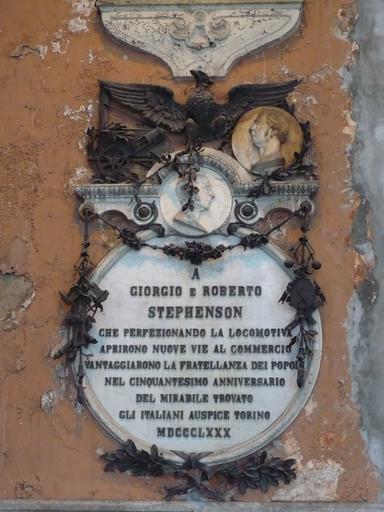 A
GIORGIO E ROBERTO
STEPHENSON
CHE PERFEZIONANDO LA LOCOMOTIVA
APRIRONO NUOVE VIE AL COMMERCIO
VANTAGGIARONO LA FRATELLANZA DEI POPOLI
NEL CINQUANTESIMO ANNIVERSARIO
DEL MIRABILE TROVATO
GLI ITALIANI AUSPICE TORINO
MDCCCLXXX